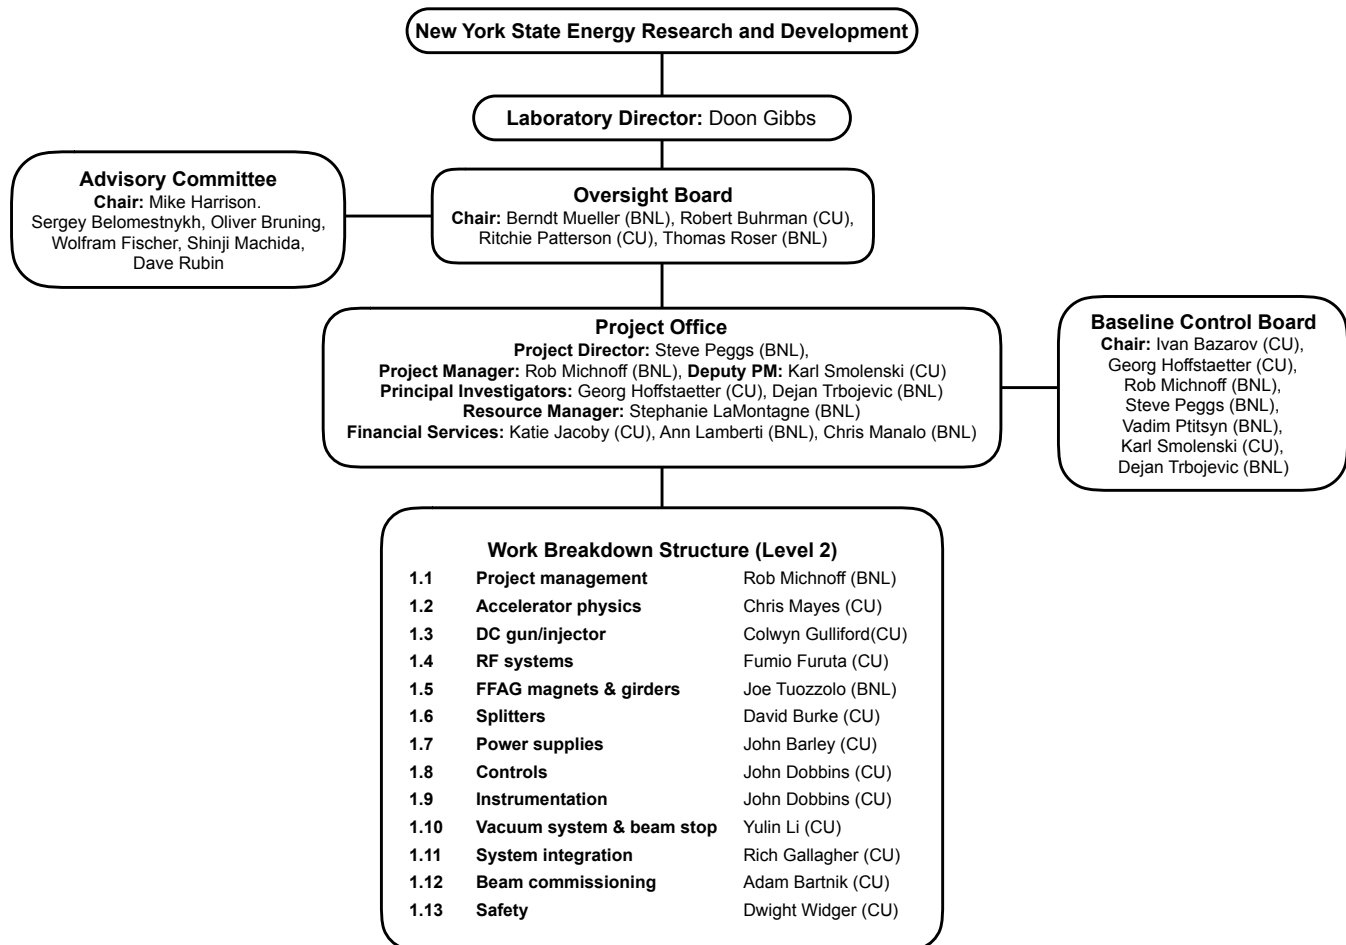 New York State Energy Research and Development
Laboratory Director: Doon Gibbs
Advisory Committee
Chair: Mike Harrison.
Sergey Belomestnykh, Oliver Bruning,
Wolfram Fischer, Shinji Machida,
Dave Rubin
Oversight Board
Chair: Berndt Mueller (BNL), Robert Buhrman (CU),
Ritchie Patterson (CU), Thomas Roser (BNL)
Project Office
Project Director: Steve Peggs (BNL),
Project Manager: Rob Michnoff (BNL), Deputy PM: Karl Smolenski (CU)
Principal Investigators: Georg Hoffstaetter (CU), Dejan Trbojevic (BNL)
Resource Manager: Stephanie LaMontagne (BNL)
Financial Services: Katie Jacoby (CU), Ann Lamberti (BNL), Chris Manalo (BNL)
Baseline Control Board
Chair: Ivan Bazarov (CU),
Georg Hoffstaetter (CU),
Rob Michnoff (BNL),
Steve Peggs (BNL),
Vadim Ptitsyn (BNL),
Karl Smolenski (CU),
Dejan Trbojevic (BNL)
Work Breakdown Structure (Level 2)
1.1 Project management Rob Michnoff (BNL)
1.2 Accelerator physics Chris Mayes (CU)
1.3 DC gun/injector Colwyn Gulliford(CU)
1.4 RF systems Fumio Furuta (CU)
1.5 FFAG magnets & girders Joe Tuozzolo (BNL)
1.6 Splitters David Burke (CU)
1.7 Power supplies John Barley (CU)
1.8 Controls John Dobbins (CU)
1.9 Instrumentation John Dobbins (CU)
1.10 Vacuum system & beam stop Yulin Li (CU)
1.11 System integration Rich Gallagher (CU)
1.12 Beam commissioning Adam Bartnik (CU)
1.13 Safety Dwight Widger (CU)